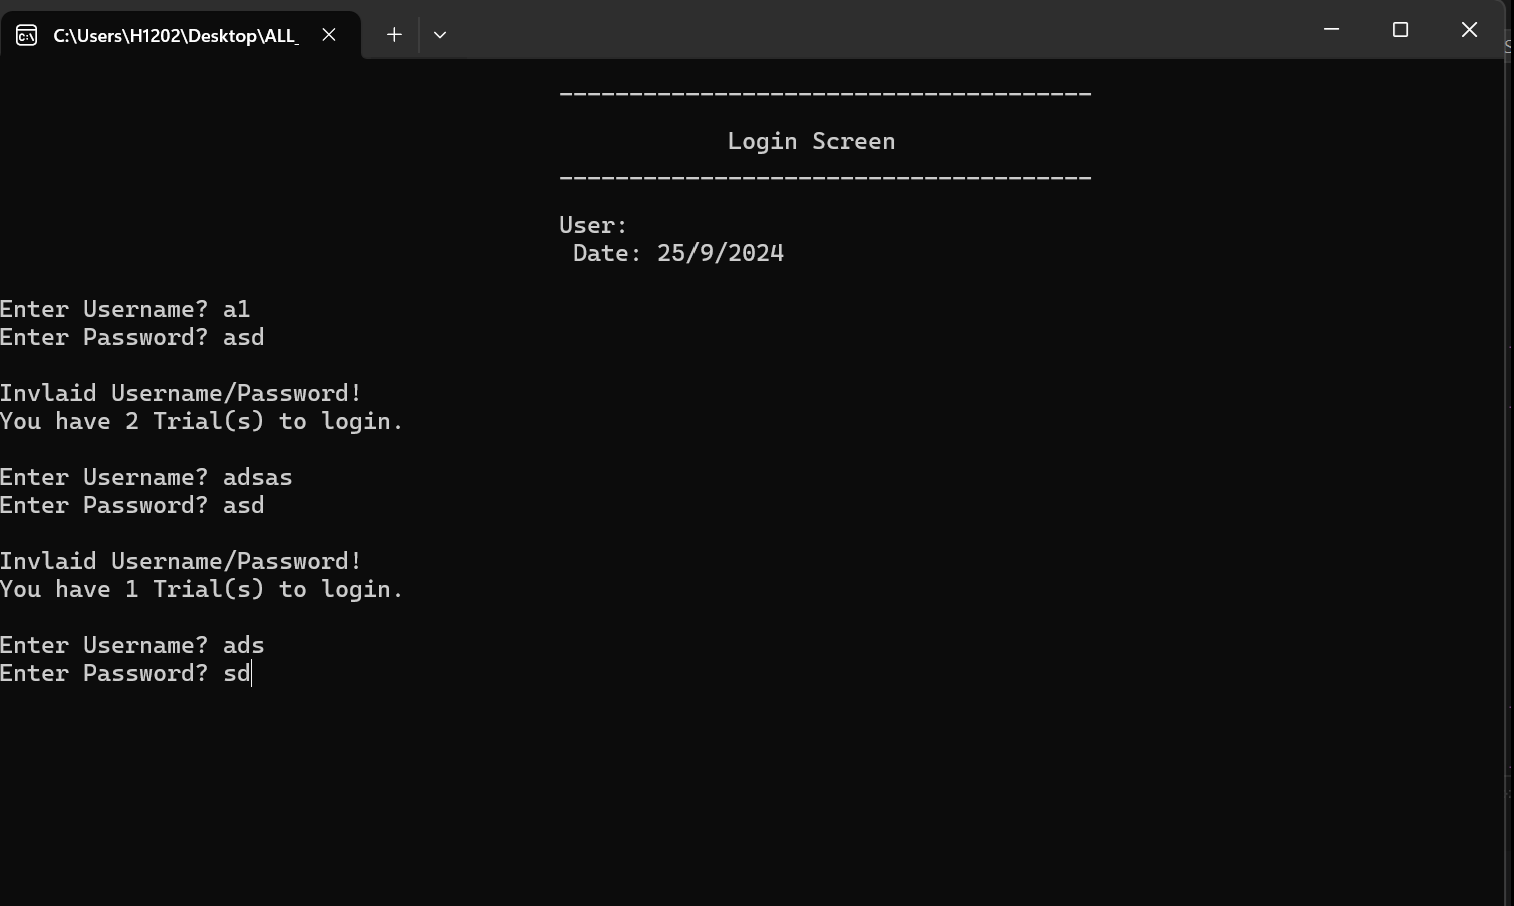 C:\Users\H1202\Desktop\ALL_
--------------------------------------
Login Screen
--------------------------------------
User:
Date: 25/9/2024
Enter Username? a1
Enter Password? asd
Invlaid Username/Password!
You have 2 Trial(s) to login.
Enter Username? adsas
Enter Password? asd
Invlaid Username/Password!
You have 1 Trial(s) to login.
Enter Username? ads
Enter Password? sd